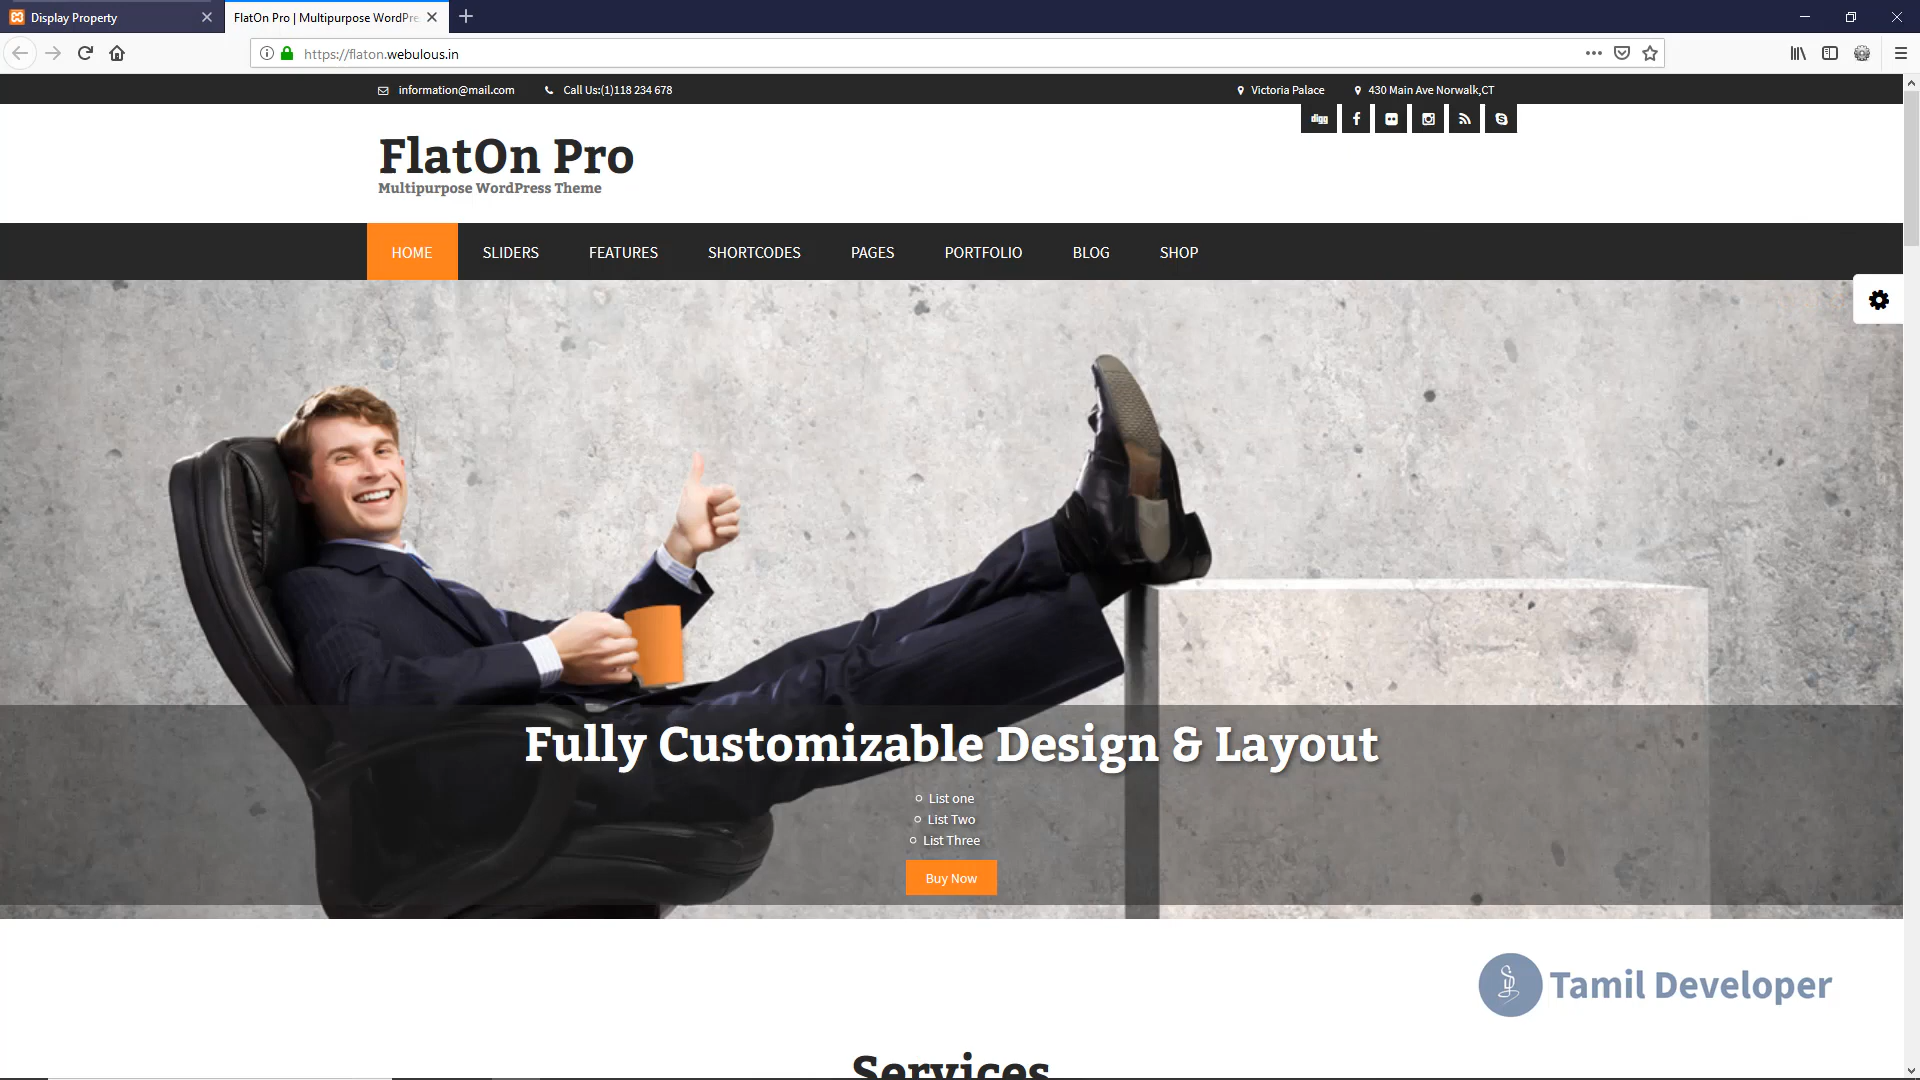 Display Property
FlatOn Pro | Multipurpose WordPre
https://flaton.webulous.in
information@mail.com
Call Us:(1)118 234 678
Victoria Palace
430 Main Ave Norwalk,CT
digg
FlatOn Pro
Multipurpose WordPress Theme
HOME
SLIDERS
FEATURES
SHORTCODES
PAGES
PORTFOLIO
BLOG
SHOP
Fully Customizable Design & Layout
List one
List Two
List Three
Buy Now
Tamil Developer
Services